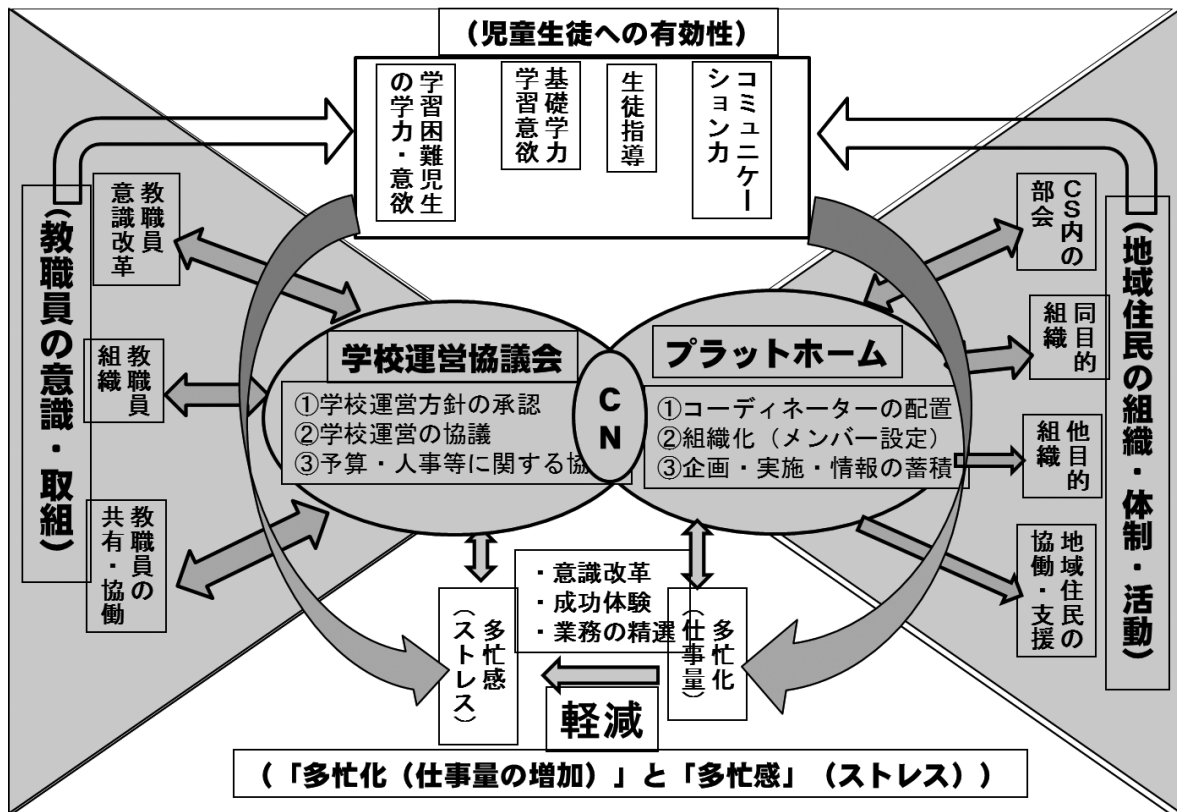 (児童生徒への有効性)
学習困難児生
の学力・意欲
基礎学力
学習意欲
生徒指導
コミュニケー
ション力
(教職員の意識・取組)
教職員
意識改革
教職員
組織
教職員の
共有・協働
学校運営協議会
①学校運営方針の承認
②学校運営の協議
③予算・人事等に関する協
CN
プラットホーム
①コーディネーターの配置
②組織化（メンバー設定）
③企画・実施・情報の蓄積
CS内の
部会
同目的
組織
他目的
組織
地域住民の
協働・支援
(地域住民の組織・体制・活動)
・意識改革
・成功体験
・業務の精選
多忙感
(ストレス)
多忙化
(仕事量)
軽減
(「多忙化（仕事量の増加）」と「多忙感」（ストレス）)